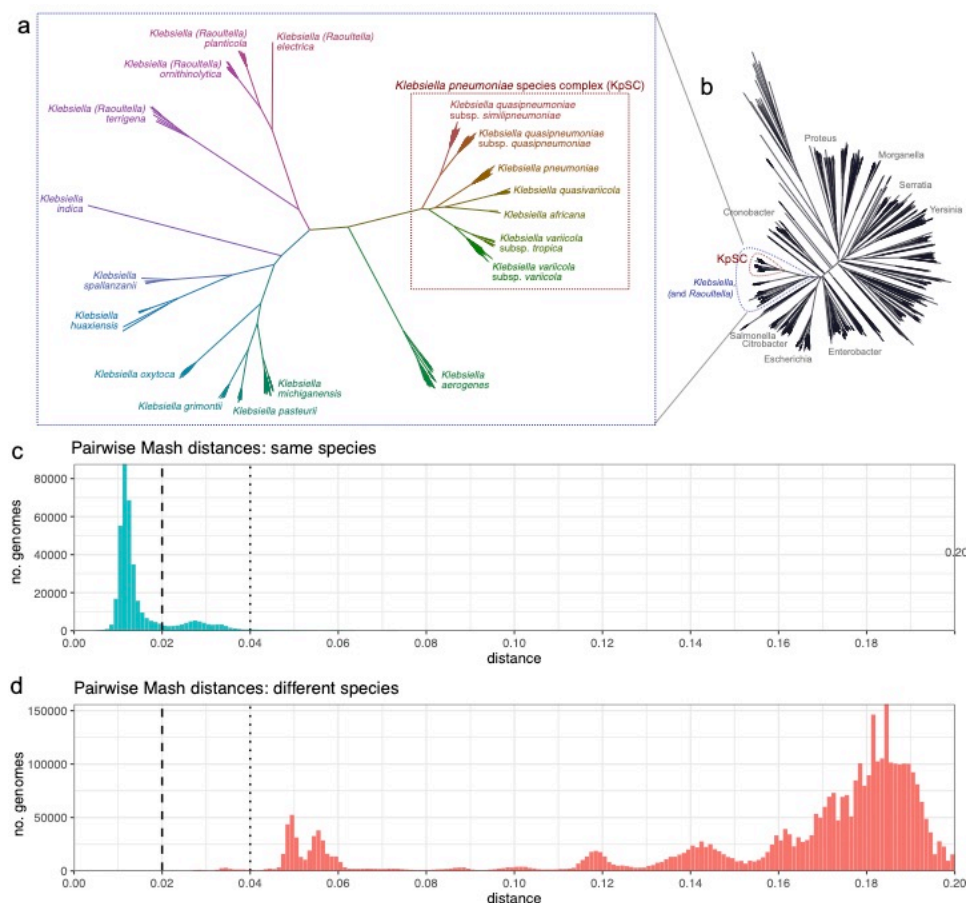 a
Klebsiella (Raoultella)
planticola
Klebsiella (Raoultella)
electrica
Klebsiella (Raoultella)
ornithinolytica
Klebsiella (Raoultella)
terrigena
Klebsiella
indica
Klebsiella
spallanzanii
Klebsiella
huaxiensis
Klebsiella oxytoca
Klebsiella grimontii
Klebsiella pasteurii
Klebsiella
michiganensis
Klebsiella
aerogenes
Klebsiella pneumoniae species complex (KpSC)
Klebsiella quasipneumoniae
subsp. similipneumoniae
Klebsiella quasipneumoniae
subsp. quasipneumoniae
Klebsiella pneumoniae
Klebsiella quasivariicola
Klebsiella africana
Klebsiella variicola
subsp. tropica
Klebsiella variicola
subsp. variicola
b
Proteus
Morganella
Serratia
Yersinia
Cronobacter
KpSC
Klebsiella,
(and Raoultella)
Salmonella
Citrobacter
Escherichia
Enterobacter
c
Pairwise Mash distances: same species
no. genomes
80000
60000
40000
20000
0
0.00 0.02 0.04 0.06 0.08 0.10 0.12 0.14 0.16 0.18
0.20
distance
d
Pairwise Mash distances: different species
no. genomes
150000
100000
50000
0
0.00 0.02 0.04 0.06 0.08 0.10 0.12 0.14 0.16 0.18 0.20
distance